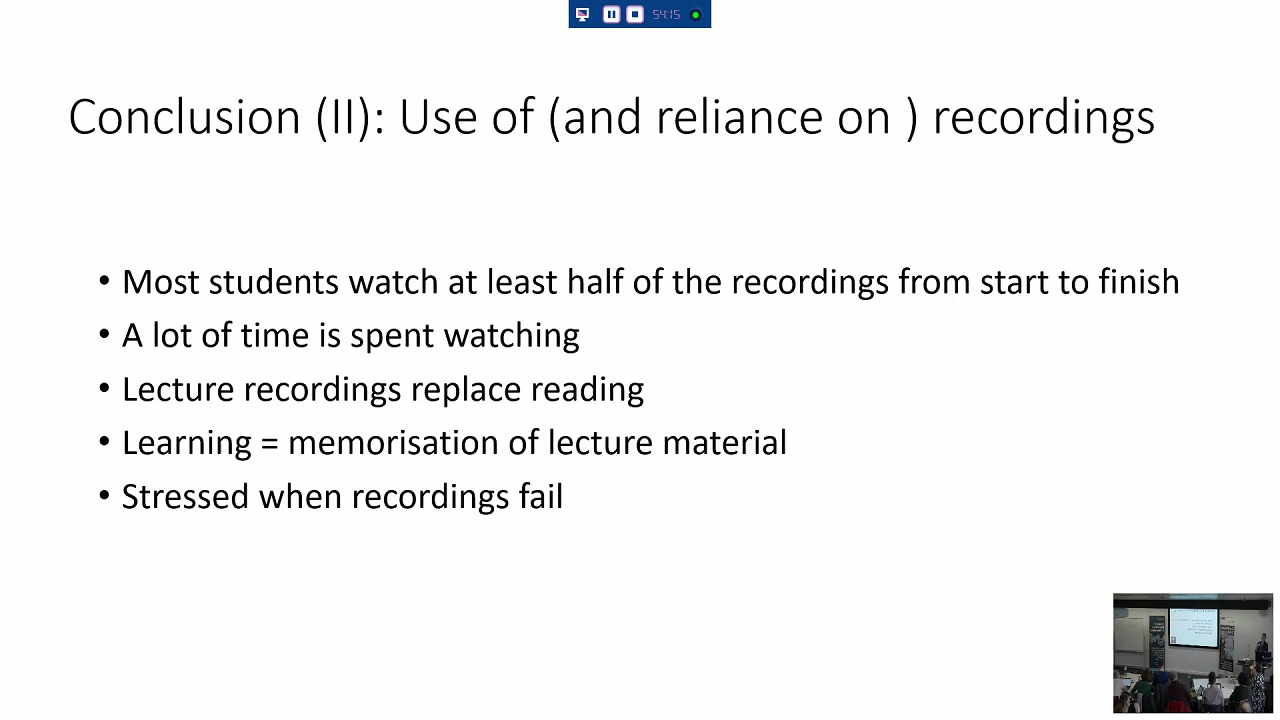 54:15
Conclusion (II): Use of (and reliance on ) recordings
• Most students watch at least half of the recordings from start to finish
• A lot of time is spent watching
• Lecture recordings replace reading
• Learning = memorisation of lecture material
• Stressed when recordings fail